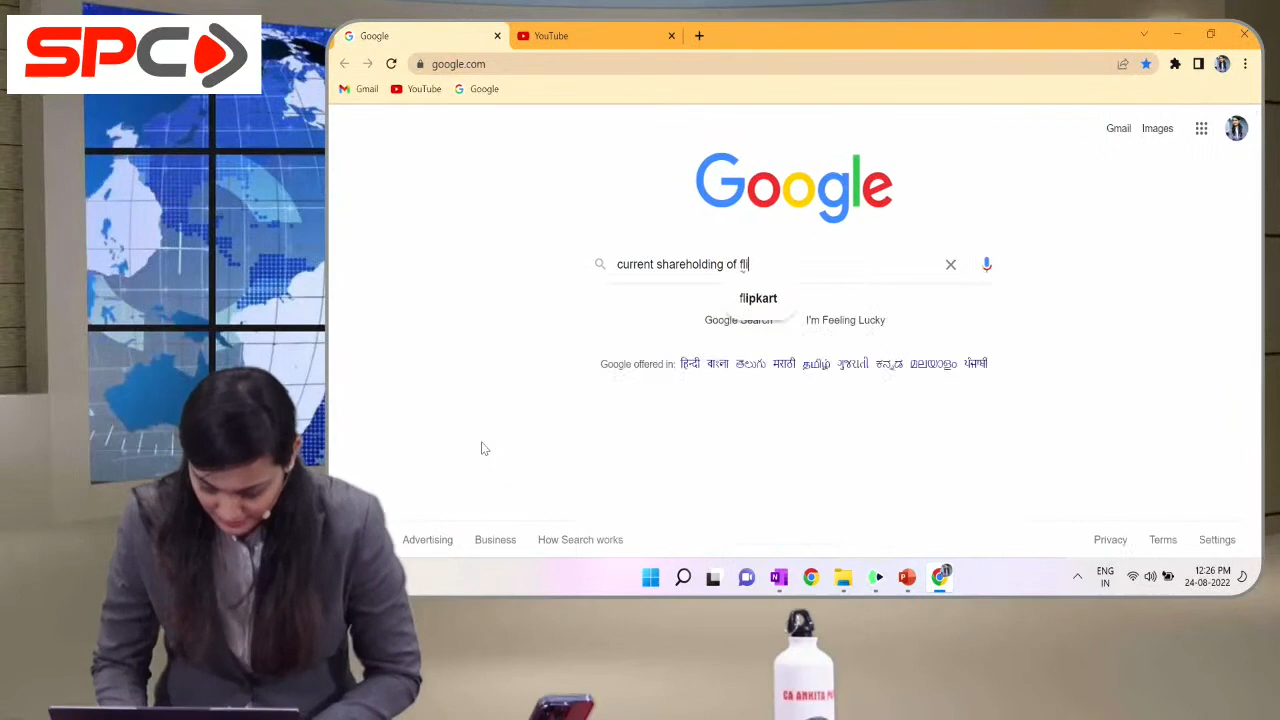 SPC
Google
YouTube
google.com
Gmail
YouTube
Google
Gmail
Images
Google
current shareholding of fli
flipkart
Google Search
I'm Feeling Lucky
Google offered in: हिन्दी বাংলা తెలుగు मराठी தமிழ் ગુજરાતી ಕನ್ನಡ മലയാളം ਪੰਜਾਬੀ
Advertising
Business
How Search works
Privacy
Terms
Settings
ENG
IN
12:26 PM
24-08-2022
CA ANKITA